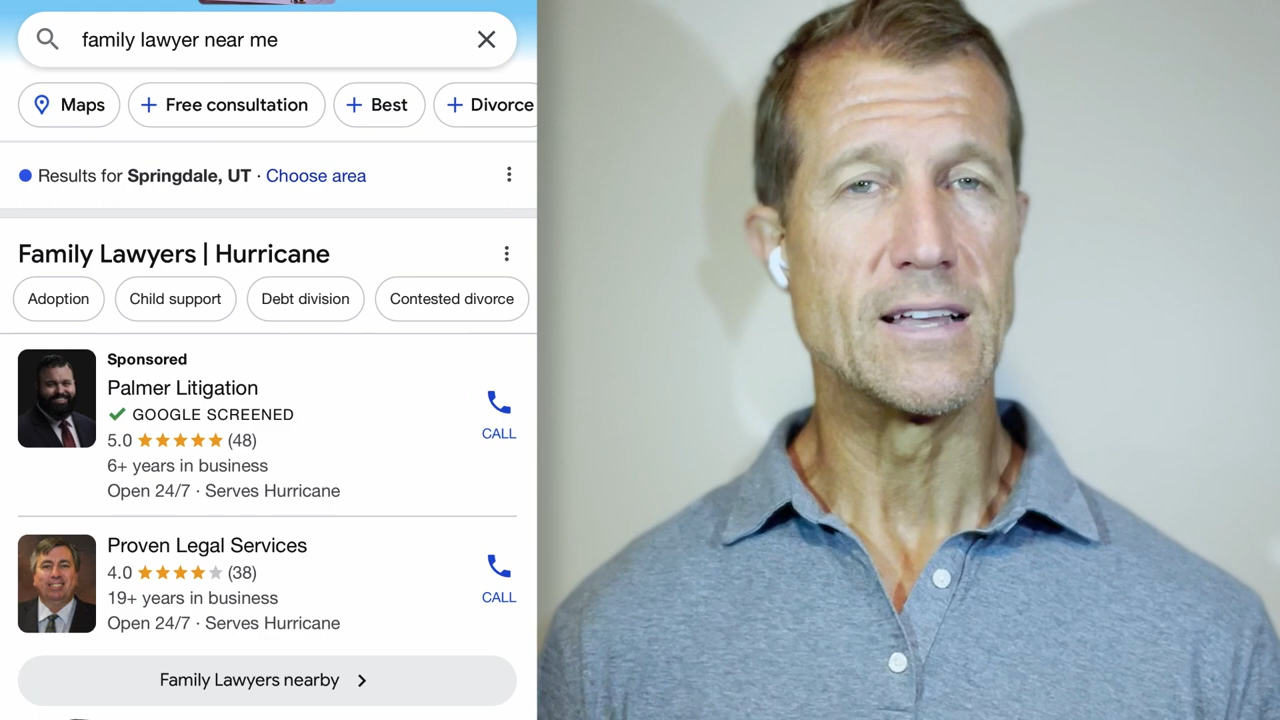 family lawyer near me
Maps
+ Free consultation
+ Best
+ Divorce
Results for Springdale, UT · Choose area
Family Lawyers | Hurricane
Adoption
Child support
Debt division
Contested divorce
Sponsored
Palmer Litigation
GOOGLE SCREENED
5.0 (48)
6+ years in business
Open 24/7 · Serves Hurricane
CALL
Proven Legal Services
4.0 (38)
19+ years in business
Open 24/7 · Serves Hurricane
CALL
Family Lawyers nearby